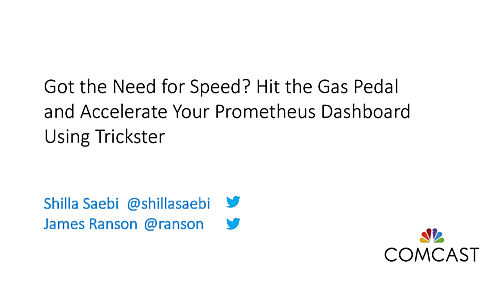 Got the Need for Speed? Hit the Gas Pedal
and Accelerate Your Prometheus Dashboard
Using Trickster
Shilla Saebi @shillasaebi
James Ranson @ranson
COMCAST